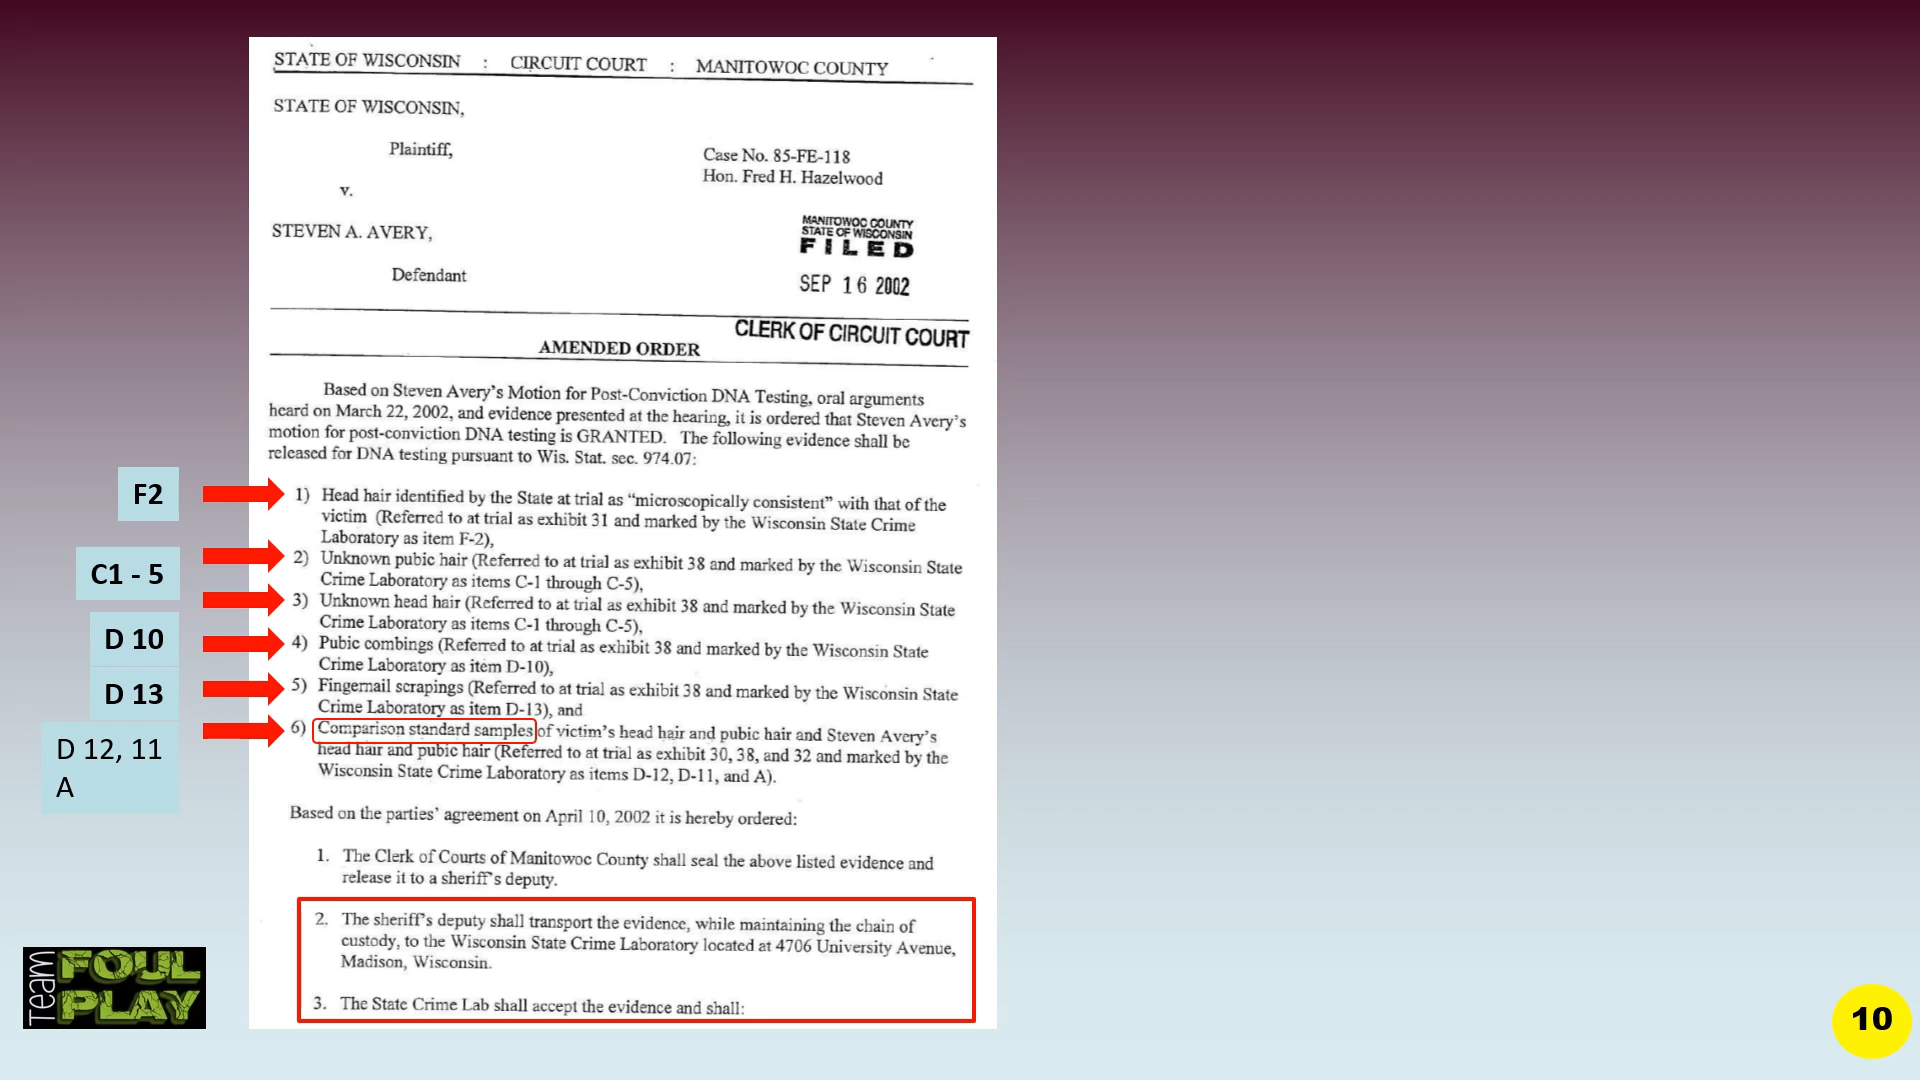 STATE OF WISCONSIN : CIRCUIT COURT : MANITOWOC COUNTY
STATE OF WISCONSIN,
Plaintiff,
Case No. 85-FE-118
Hon. Fred H. Hazelwood
v.
MANITOWOC COUNTY
STATE OF WISCONSIN
FILED
STEVEN A. AVERY,
Defendant
SEP 16 2002
CLERK OF CIRCUIT COURT
AMENDED ORDER
Based on Steven Avery's Motion for Post-Conviction DNA Testing, oral arguments
heard on March 22, 2002, and evidence presented at the hearing, it is ordered that Steven Avery's
motion for post-conviction DNA testing is GRANTED. The following evidence shall be
released for DNA testing pursuant to Wis. Stat. sec. 974.07:
F2
1) Head hair identified by the State at trial as "microscopically consistent" with that of the
victim (Referred to at trial as exhibit 31 and marked by the Wisconsin State Crime
Laboratory as item F-2),
C1 - 5
2) Unknown pubic hair (Referred to at trial as exhibit 38 and marked by the Wisconsin State
Crime Laboratory as items C-1 through C-5),
3) Unknown head hair (Referred to at trial as exhibit 38 and marked by the Wisconsin State
Crime Laboratory as items C-1 through C-5),
D 10
4) Pubic combings (Referred to at trial as exhibit 38 and marked by the Wisconsin State
Crime Laboratory as item D-10),
D 13
5) Fingernail scrapings (Referred to at trial as exhibit 38 and marked by the Wisconsin State
Crime Laboratory as item D-13), and
D 12, 11
A
6) Comparison standard samples of victim's head hair and pubic hair and Steven Avery's
head hair and pubic hair (Referred to at trial as exhibit 30, 38, and 32 and marked by the
Wisconsin State Crime Laboratory as items D-12, D-11, and A).
Based on the parties' agreement on April 10, 2002 it is hereby ordered:
1. The Clerk of Courts of Manitowoc County shall seal the above listed evidence and
release it to a sheriff's deputy.
2. The sheriff's deputy shall transport the evidence, while maintaining the chain of
custody, to the Wisconsin State Crime Laboratory located at 4706 University Avenue,
Madison, Wisconsin.
3. The State Crime Lab shall accept the evidence and shall:
Team
FOUL
PLAY
10